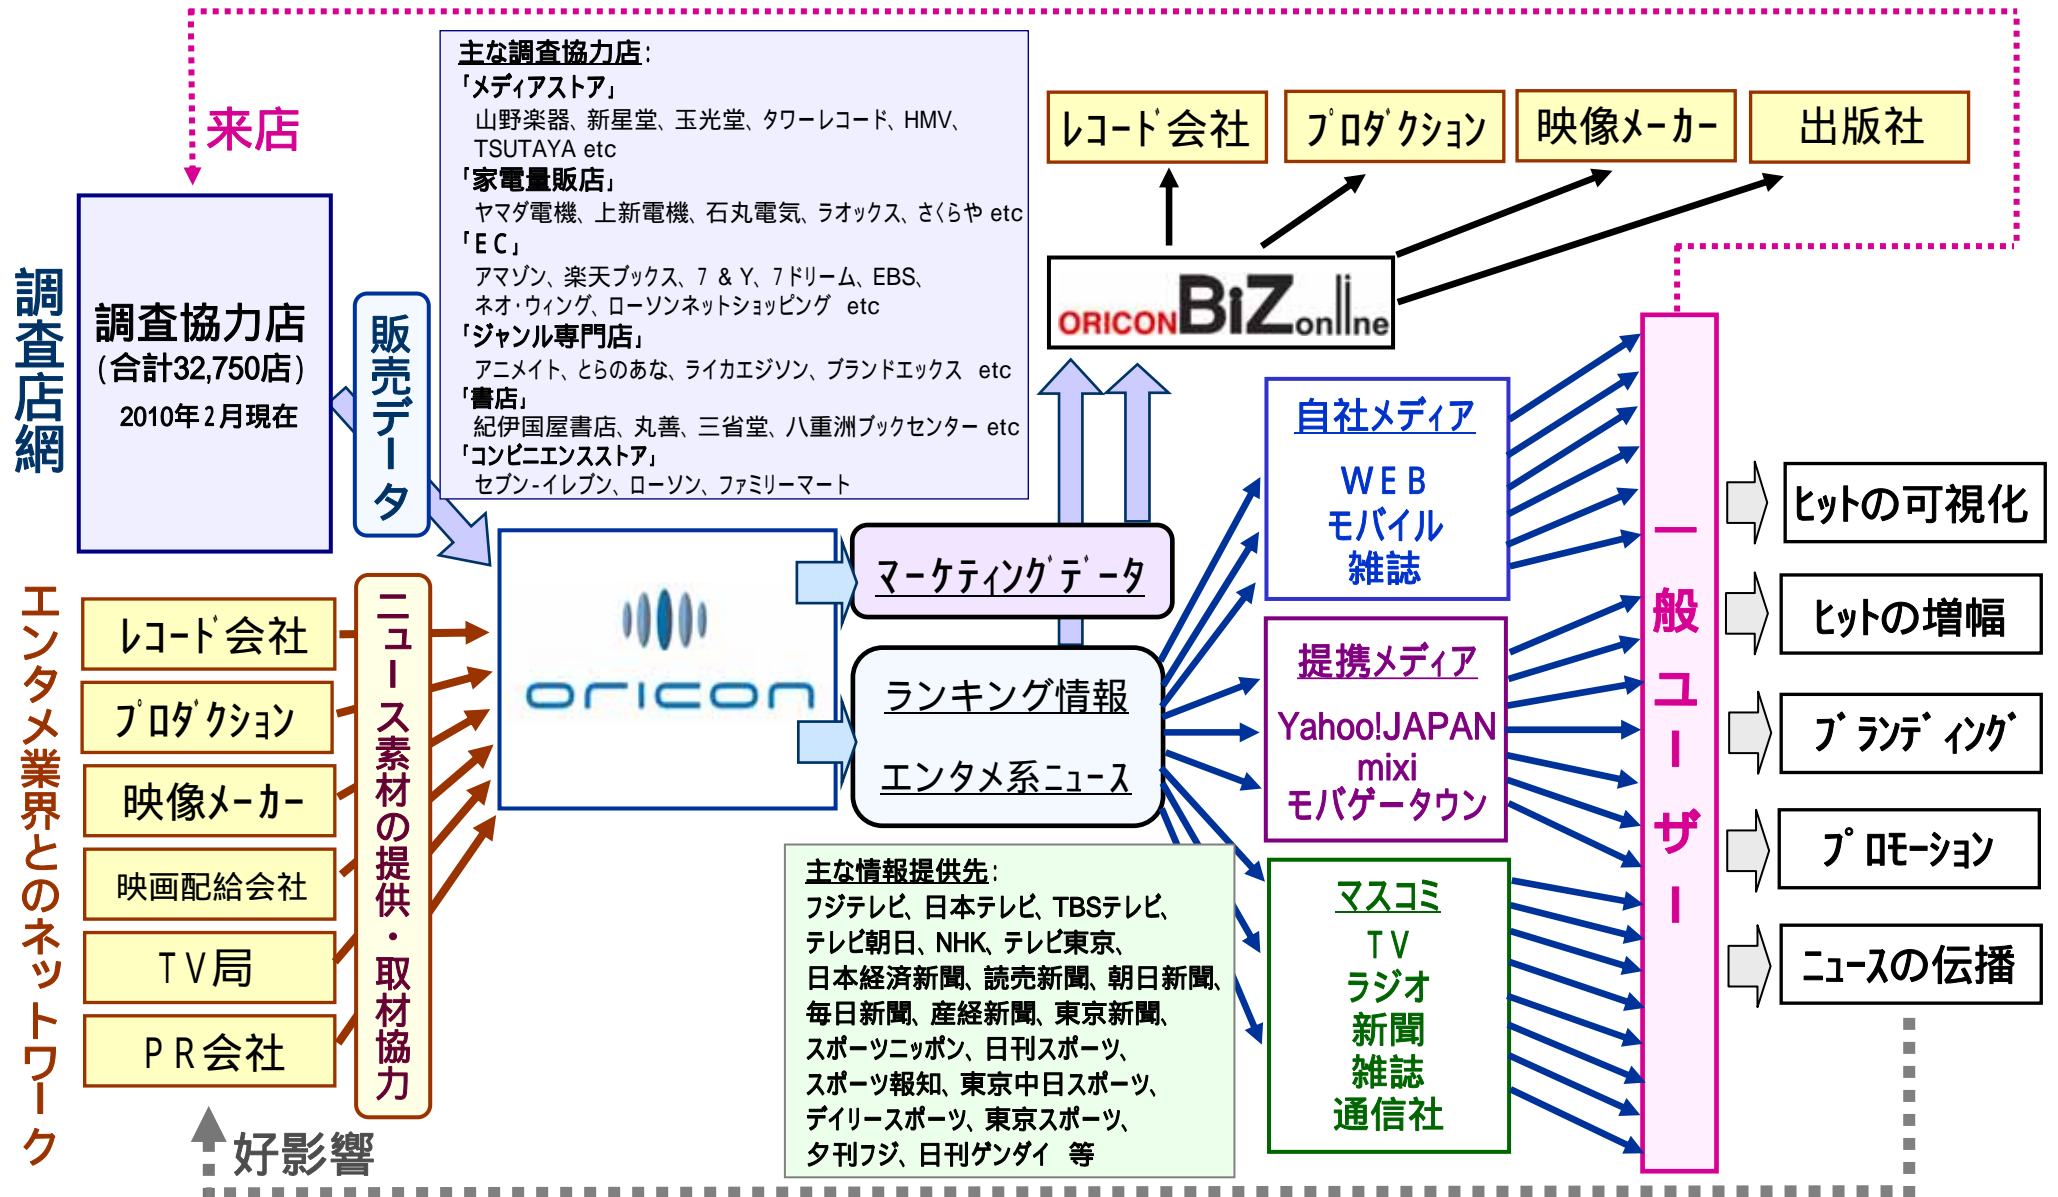 来店
主な調査協力店:
「メディアストア」
山野楽器、新星堂、玉光堂、タワーレコード、HMV、
TSUTAYA etc
「家電量販店」
ヤマダ電機、上新電機、石丸電気、ラオックス、さくらや etc
「EC」
アマゾン、楽天ブックス、7 & Y、7ドリーム、EBS、
ネオ・ウィング、ローソンネットショッピング etc
「ジャンル専門店」
アニメイト、とらのあな、ライカエジソン、ブランドエックス etc
「書店」
紀伊国屋書店、丸善、三省堂、八重洲ブックセンター etc
「コンビニエンスストア」
セブン-イレブン、ローソン、ファミリーマート
レコード会社
プロダクション
映像メーカー
出版社
ORICON BiZ online
調査店網
調査協力店
(合計32,750店)
2010年2月現在
販売データ
エンタメ業界とのネットワーク
レコード会社
プロダクション
映像メーカー
映画配給会社
TV局
PR会社
ニュース素材の提供・取材協力
oricon
マーケティングデータ
ランキング情報
エンタメ系ニュース
主な情報提供先:
フジテレビ、日本テレビ、TBSテレビ、
テレビ朝日、NHK、テレビ東京、
日本経済新聞、読売新聞、朝日新聞、
毎日新聞、産経新聞、東京新聞、
スポーツニッポン、日刊スポーツ、
スポーツ報知、東京中日スポーツ、
デイリースポーツ、東京スポーツ、
夕刊フジ、日刊ゲンダイ 等
自社メディア
WEB
モバイル
雑誌
提携メディア
Yahoo!JAPAN
mixi
モバゲータウン
マスコミ
TV
ラジオ
新聞
雑誌
通信社
一般ユーザー
ヒットの可視化
ヒットの増幅
ブランディング
プロモーション
ニュースの伝播
好影響